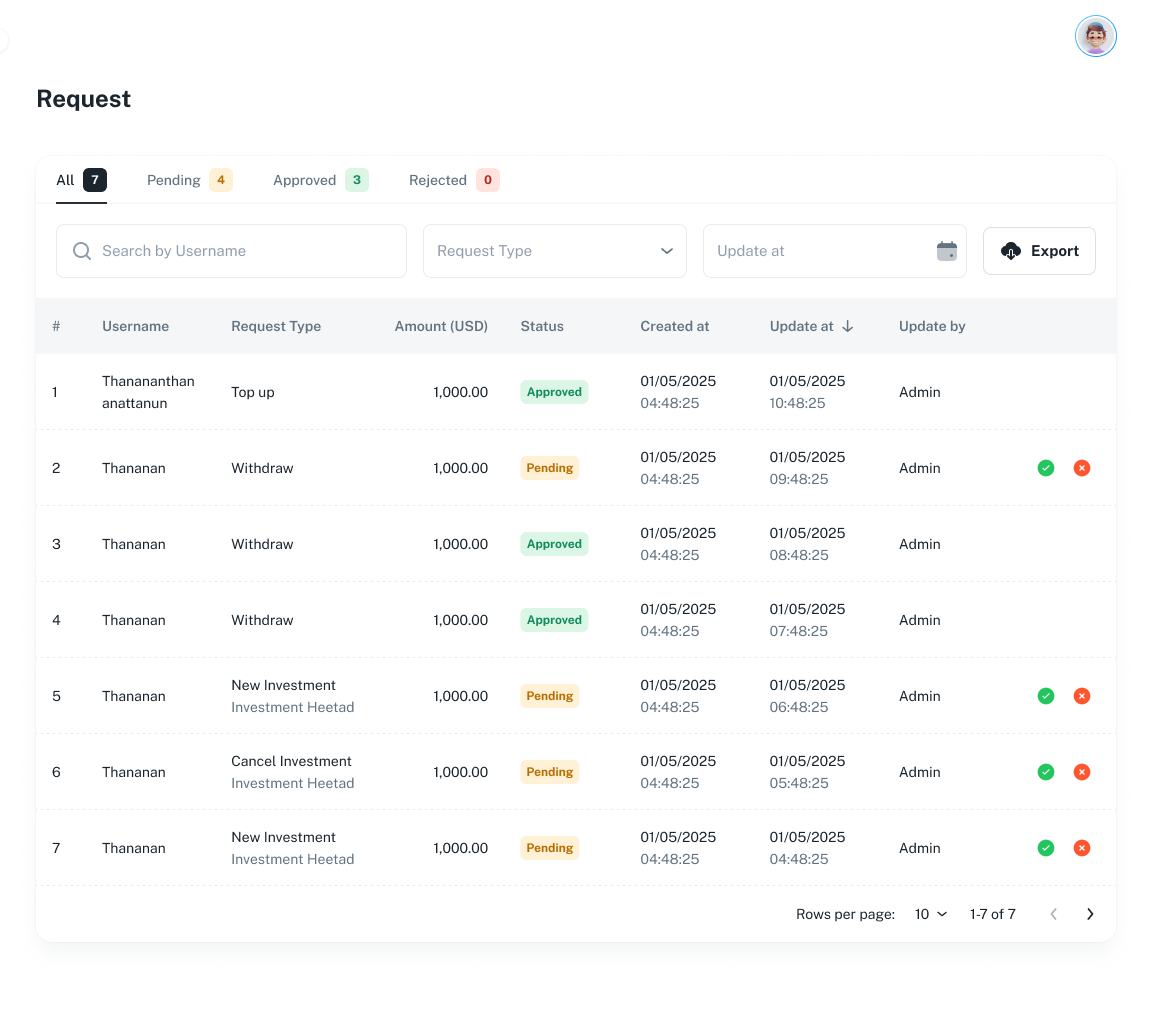 Request
All 7 Pending 4 Approved 3 Rejected 0
Search by Username Request Type Update at Export
# Username Request Type Amount (USD) Status Created at Update at Update by
1 Thanananthan anattanun Top up 1,000.00 Approved 01/05/2025 04:48:25 01/05/2025 10:48:25 Admin
2 Thananan Withdraw 1,000.00 Pending 01/05/2025 04:48:25 01/05/2025 09:48:25 Admin
3 Thananan Withdraw 1,000.00 Approved 01/05/2025 04:48:25 01/05/2025 08:48:25 Admin
4 Thananan Withdraw 1,000.00 Approved 01/05/2025 04:48:25 01/05/2025 07:48:25 Admin
5 Thananan New Investment Investment Heetad 1,000.00 Pending 01/05/2025 04:48:25 01/05/2025 06:48:25 Admin
6 Thananan Cancel Investment Investment Heetad 1,000.00 Pending 01/05/2025 04:48:25 01/05/2025 05:48:25 Admin
7 Thananan New Investment Investment Heetad 1,000.00 Pending 01/05/2025 04:48:25 01/05/2025 04:48:25 Admin
Rows per page: 10 1-7 of 7